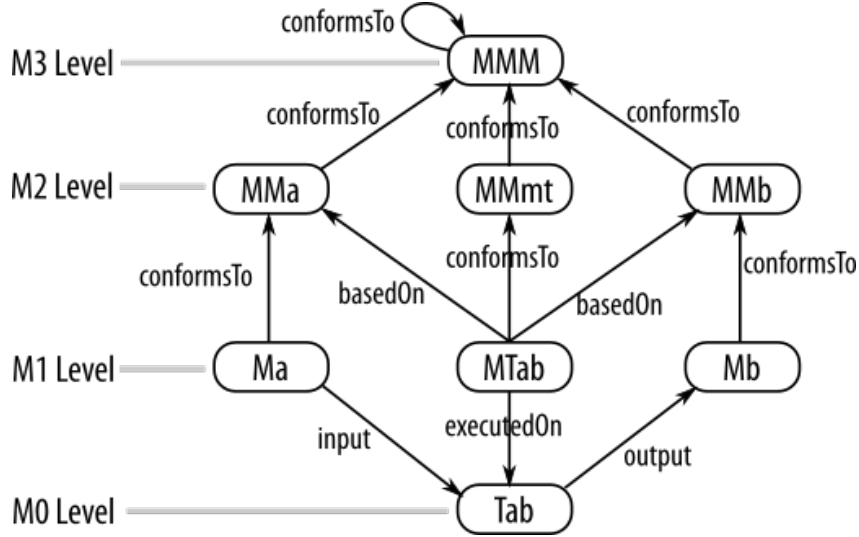 conformsTo
M3 Level
MMM
conformsTo
conformsTo
conformsTo
M2 Level
MMa
MMmt
MMb
conformsTo
conformsTo
conformsTo
basedOn
basedOn
M1 Level
Ma
MTab
Mb
input
executedOn
output
M0 Level
Tab